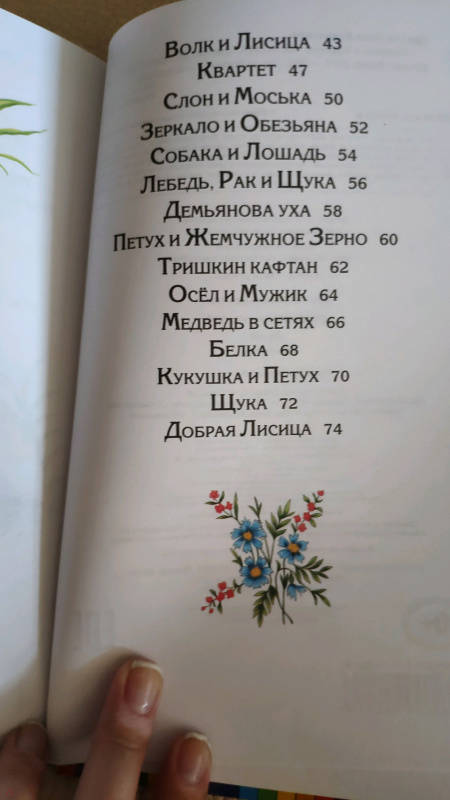 Волк и Лисица 43
Квартет 47
Слон и Моська 50
Зеркало и Обезьяна 52
Собака и Лошадь 54
Лебедь, Рак и Щука 56
Демьянова уха 58
Петух и Жемчужное Зерно 60
Тришкин кафтан 62
Осёл и Мужик 64
Медведь в сетях 66
Белка 68
Кукушка и Петух 70
Щука 72
Добрая Лисица 74